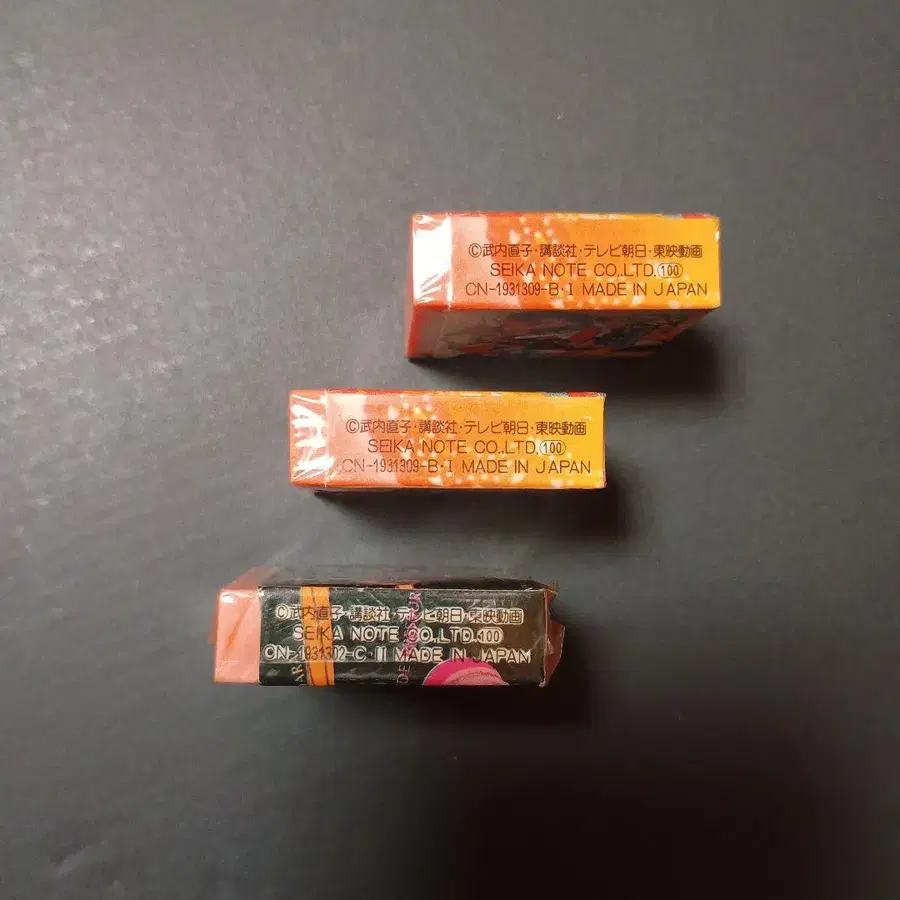 ©武内直子・講談社・テレビ朝日・東映動画
SEIKA NOTE CO.,LTD. 100
CN-1931309-B・I MADE IN JAPAN
©武内直子・講談社・テレビ朝日・東映動画
SEIKA NOTE CO.,LTD. 100
CN-1931309-B・I MADE IN JAPAN
©武内直子・講談社・テレビ朝日・東映動画
SEIKA NOTE CO.,LTD. 100
CN-1931302-C・II MADE IN JAPAN